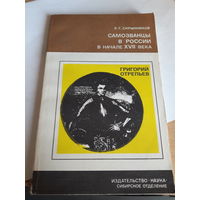 Р. Г. СКРЫННИКОВ
САМОЗВАНЦЫ
В РОССИИ
В НАЧАЛЕ XVII ВЕКА
ГРИГОРИЙ
ОТРЕПЬЕВ
ИЗДАТЕЛЬСТВО «НАУКА»
СИБИРСКОЕ ОТДЕЛЕНИЕ